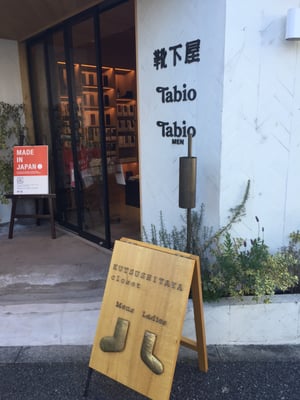 靴下屋
Tabio
Tabio
MEN
MADE
IN
JAPAN
KUTSUSHITAYA
closet
Mens Ladies